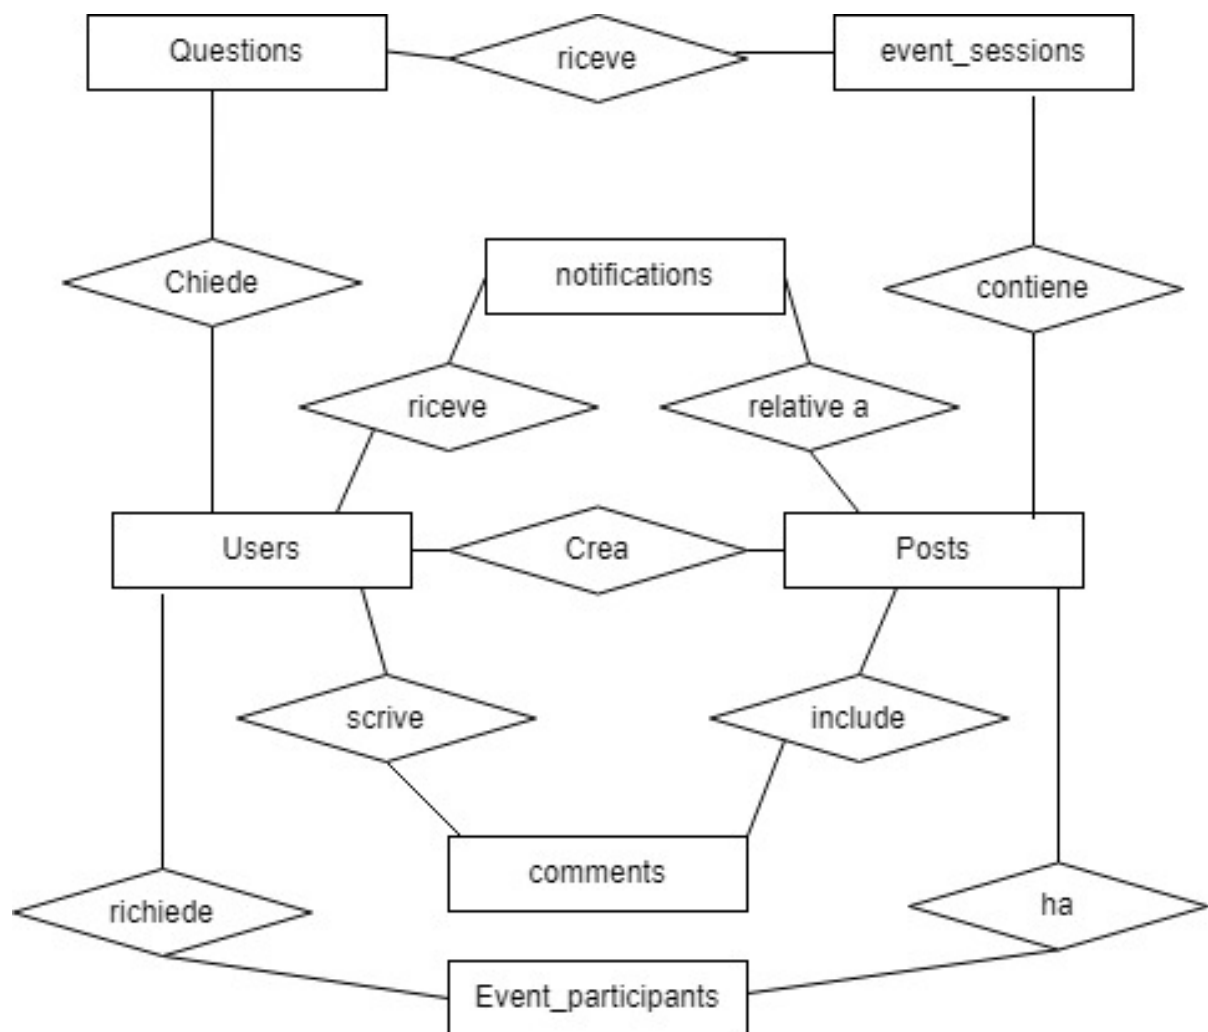 Questions
riceve
event_sessions
Chiede
notifications
contiene
riceve
relative a
Users
Crea
Posts
scrive
include
comments
richiede
ha
Event_participants